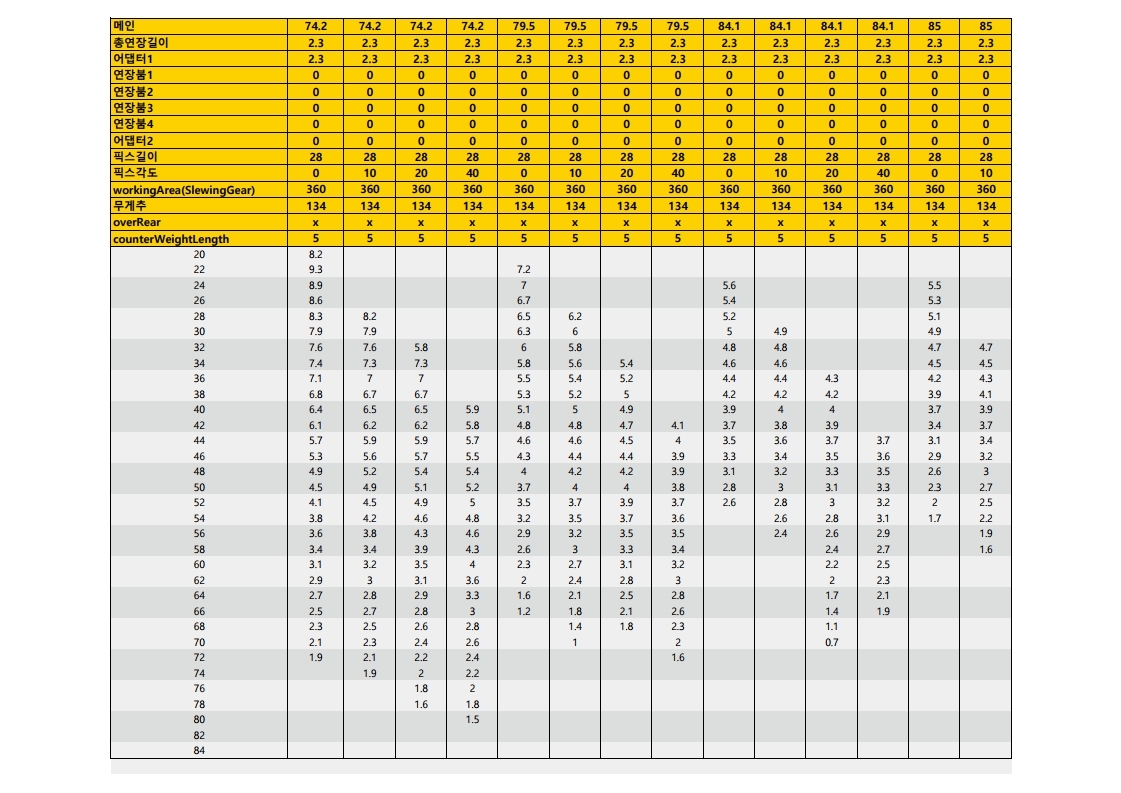 메인 74.2 74.2 74.2 74.2 79.5 79.5 79.5 79.5 84.1 84.1 84.1 84.1 85 85
총연장길이 2.3 2.3 2.3 2.3 2.3 2.3 2.3 2.3 2.3 2.3 2.3 2.3 2.3 2.3
어댑터1 2.3 2.3 2.3 2.3 2.3 2.3 2.3 2.3 2.3 2.3 2.3 2.3 2.3 2.3
연장붐1 0 0 0 0 0 0 0 0 0 0 0 0 0 0
연장붐2 0 0 0 0 0 0 0 0 0 0 0 0 0 0
연장붐3 0 0 0 0 0 0 0 0 0 0 0 0 0 0
연장붐4 0 0 0 0 0 0 0 0 0 0 0 0 0 0
어댑터2 0 0 0 0 0 0 0 0 0 0 0 0 0 0
픽스길이 28 28 28 28 28 28 28 28 28 28 28 28 28 28
픽스각도 0 10 20 40 0 10 20 40 0 10 20 40 0 10
workingArea(SlewingGear) 360 360 360 360 360 360 360 360 360 360 360 360 360 360
무게추 134 134 134 134 134 134 134 134 134 134 134 134 134 134
overRear x x x x x x x x x x x x x x
counterWeightLength 5 5 5 5 5 5 5 5 5 5 5 5 5 5
20 8.2
22 9.3 7.2
24 8.9 7 5.6 5.5
26 8.6 6.7 5.4 5.3
28 8.3 8.2 6.5 6.2 5.2 5.1
30 7.9 7.9 6.3 6 5 4.9 4.9
32 7.6 7.6 5.8 6 5.8 4.8 4.8 4.7 4.7
34 7.4 7.3 7.3 5.8 5.6 5.4 4.6 4.6 4.5 4.5
36 7.1 7 7 5.5 5.4 5.2 4.4 4.4 4.3 4.2 4.3
38 6.8 6.7 6.7 5.3 5.2 5 4.2 4.2 4.2 3.9 4.1
40 6.4 6.5 6.5 5.9 5.1 5 4.9 3.9 4 4 3.7 3.9
42 6.1 6.2 6.2 5.8 4.8 4.8 4.7 4.1 3.7 3.8 3.9 3.4 3.7
44 5.7 5.9 5.9 5.7 4.6 4.6 4.5 4 3.5 3.6 3.7 3.7 3.1 3.4
46 5.3 5.6 5.7 5.5 4.3 4.4 4.4 3.9 3.3 3.4 3.5 3.6 2.9 3.2
48 4.9 5.2 5.4 5.4 4 4.2 4.2 3.9 3.1 3.2 3.3 3.5 2.6 3
50 4.5 4.9 5.1 5.2 3.7 4 4 3.8 2.8 3 3.1 3.3 2.3 2.7
52 4.1 4.5 4.9 5 3.5 3.7 3.9 3.7 2.6 2.8 3 3.2 2 2.5
54 3.8 4.2 4.6 4.8 3.2 3.5 3.7 3.6 2.6 2.8 3.1 1.7 2.2
56 3.6 3.8 4.3 4.6 2.9 3.2 3.5 3.5 2.4 2.6 2.9 1.9
58 3.4 3.4 3.9 4.3 2.6 3 3.3 3.4 2.4 2.7 1.6
60 3.1 3.2 3.5 4 2.3 2.7 3.1 3.2 2.2 2.5
62 2.9 3 3.1 3.6 2 2.4 2.8 3 2 2.3
64 2.7 2.8 2.9 3.3 1.6 2.1 2.5 2.8 1.7 2.1
66 2.5 2.7 2.8 3 1.2 1.8 2.1 2.6 1.4 1.9
68 2.3 2.5 2.6 2.8 1.4 1.8 2.3 1.1
70 2.1 2.3 2.4 2.6 1 2 0.7
72 1.9 2.1 2.2 2.4 1.6
74 1.9 2 2.2
76 1.8 2
78 1.6 1.8
80 1.5
82
84